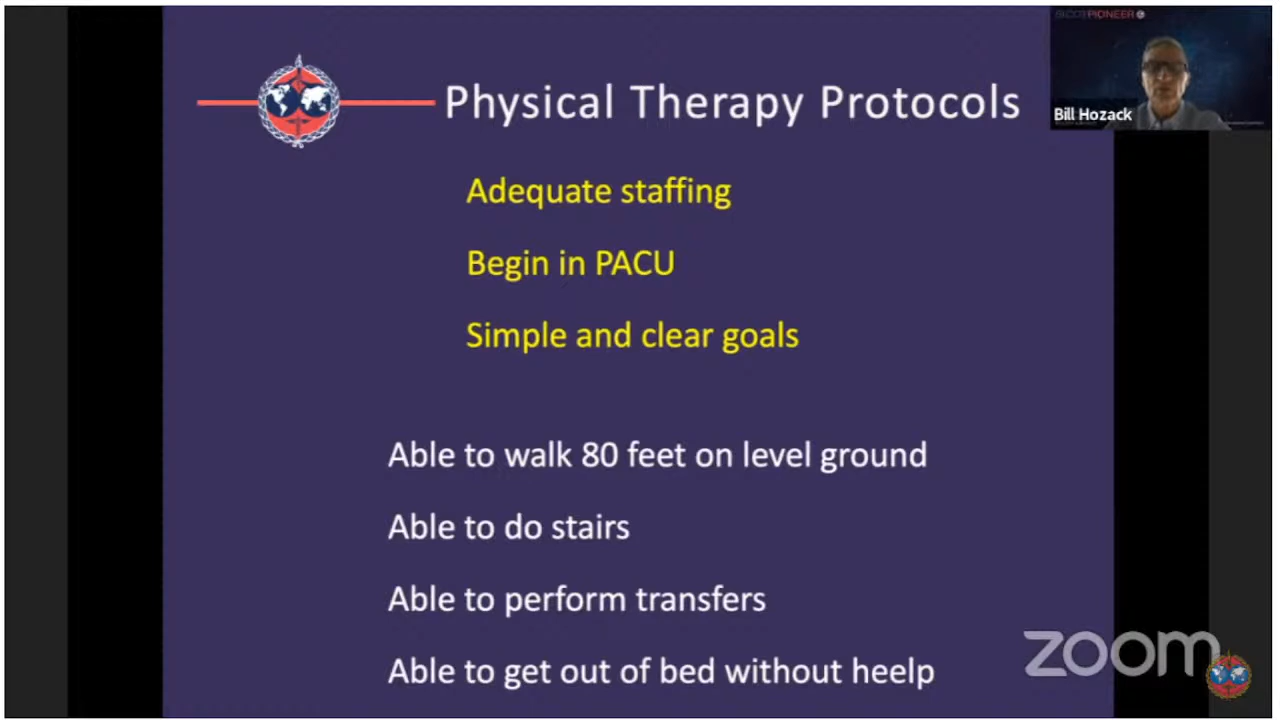 SICOT PIONEER
Physical Therapy Protocols
Bill Hozack
Adequate staffing
Begin in PACU
Simple and clear goals
Able to walk 80 feet on level ground
Able to do stairs
Able to perform transfers
Able to get out of bed without heelp
zoom